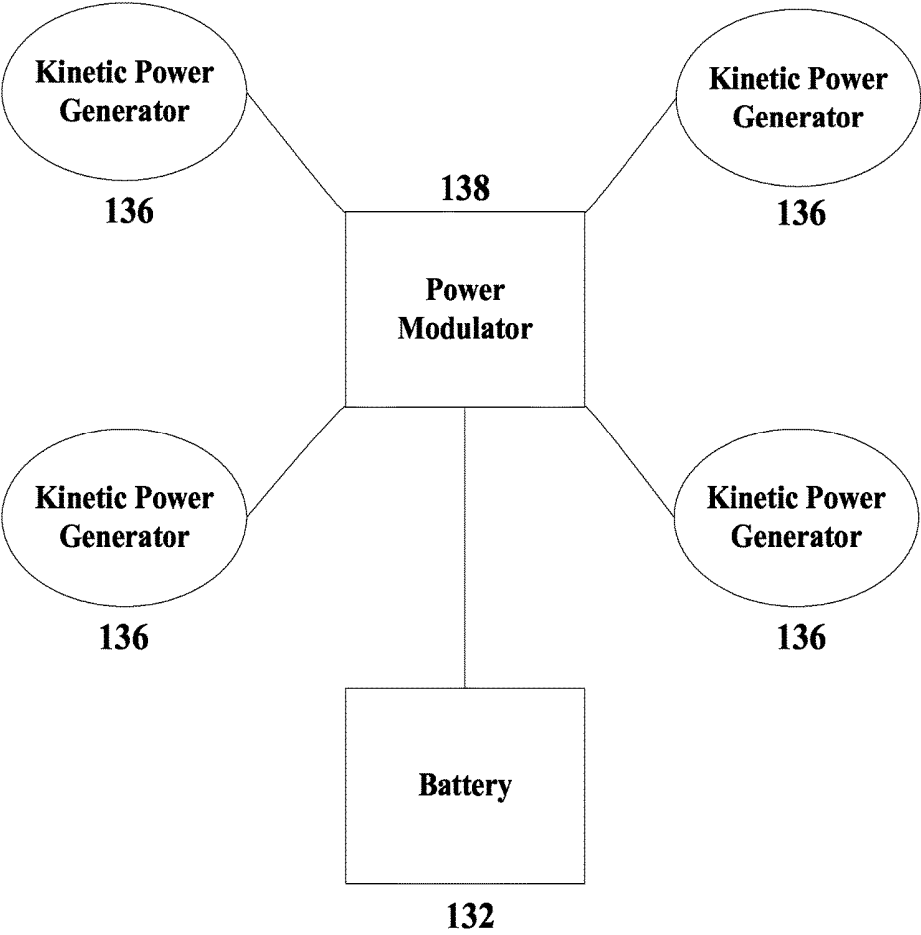 Kinetic Power
Generator
136
Kinetic Power
Generator
136
138
Power
Modulator
Kinetic Power
Generator
136
Kinetic Power
Generator
136
Battery
132